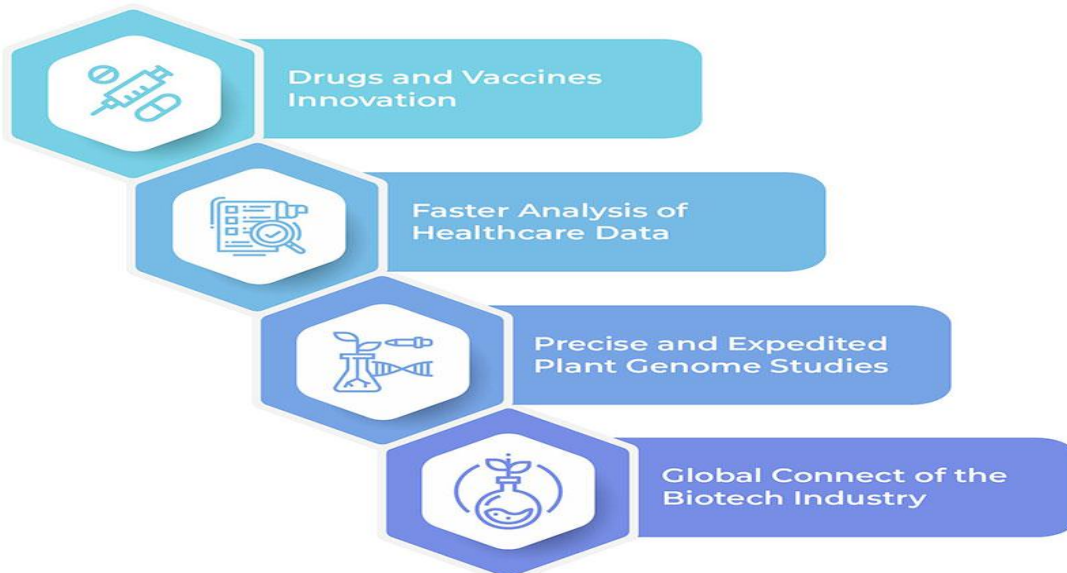 Drugs and Vaccines
Innovation
Faster Analysis of
Healthcare Data
Precise and Expedited
Plant Genome Studies
Global Connect of the
Biotech Industry